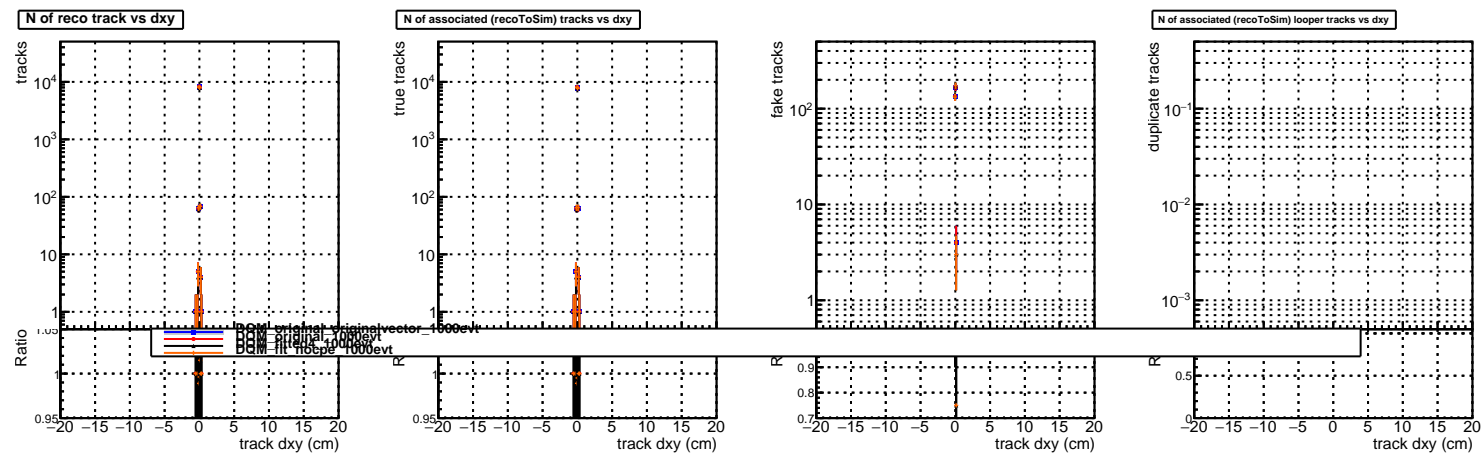 N of reco track vs dxy
N of associated (recoToSim) tracks vs dxy
N of associated (recoToSim) looper tracks vs dxy
tracks
10^4
10^3
10^2
10
1
Ratio
1.05
1
0.95
−20 −15 −10 −5 0 5 10 15 20
track dxy (cm)
true tracks
10^4
10^3
10^2
10
1
0.95
−20 −15 −10 −5 0 5 10 15 20
track dxy (cm)
fake tracks
10^2
10
1
0.9
0.8
0.7
−20 −15 −10 −5 0 5 10 15 20
track dxy (cm)
duplicate tracks
10^−1
10^−2
10^−3
0.5
0
−20 −15 −10 −5 0 5 10 15 20
track dxy (cm)
DQM_original_originalvector_1000evt
DQM_original_1000evt
DQM_fitted4_1000evt
DQM_fit_nocpe_1000evt